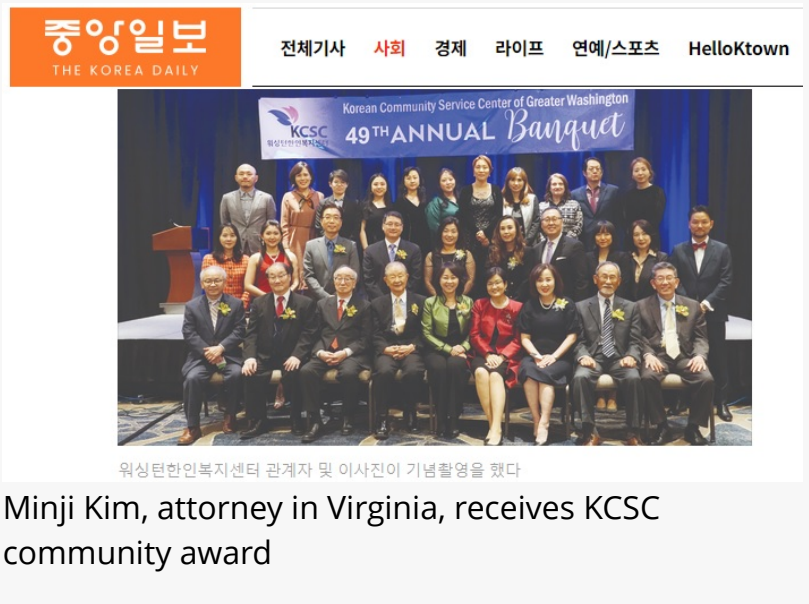 중앙일보
THE KOREA DAILY
전체기사 사회 경제 라이프 연예/스포츠 HelloKtown
Korean Community Service Center of Greater Washington
KCSC
워싱턴한인복지센터
49TH ANNUAL Banquet
워싱턴한인복지센터 관계자 및 이사진이 기념촬영을 했다
Minji Kim, attorney in Virginia, receives KCSC
community award